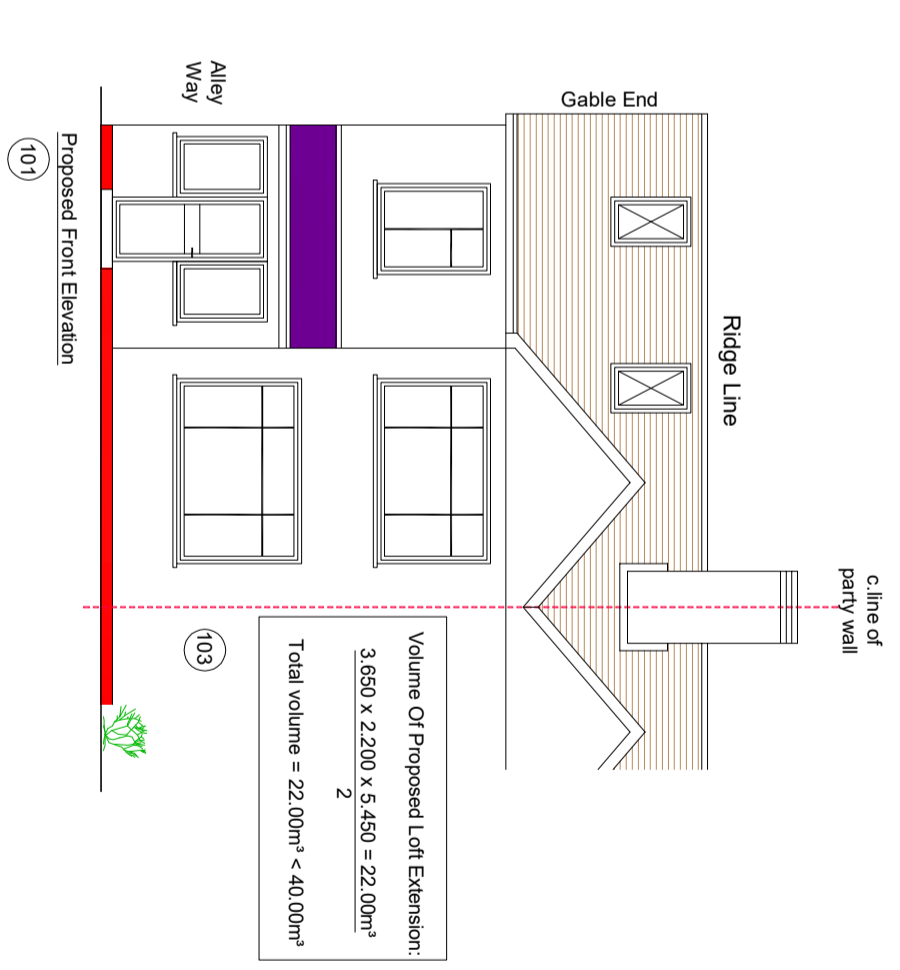 c.line of
party wall
Ridge Line
Gable End
Alley
Way
103
Volume Of Proposed Loft Extension:
3.650 x 2.200 x 5.450 = 22.00m³
2
Total volume = 22.00m³ < 40.00m³
Proposed Front Elevation
101